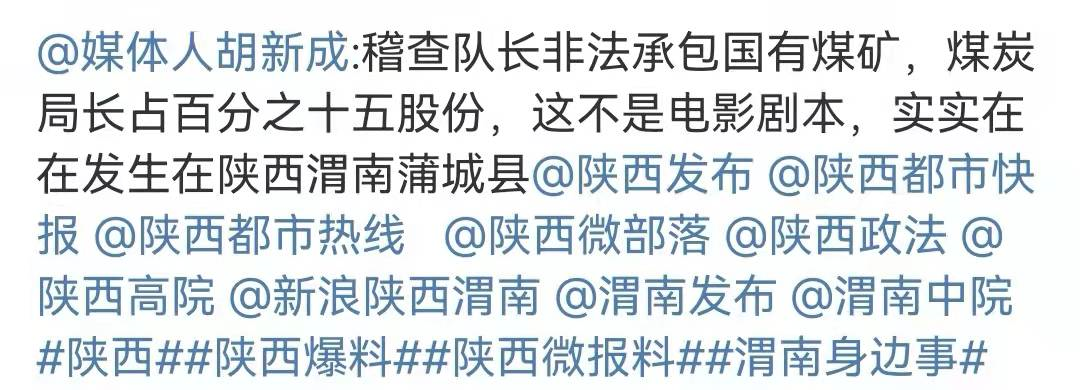 @媒体人胡新成:稽查队长非法承包国有煤矿，煤炭
局长占百分之十五股份，这不是电影剧本，实实在
在发生在陕西渭南蒲城县@陕西发布 @陕西都市快
报 @陕西都市热线 @陕西微部落 @陕西政法 @
陕西高院 @新浪陕西渭南 @渭南发布 @渭南中院
#陕西##陕西爆料##陕西微报料##渭南身边事#